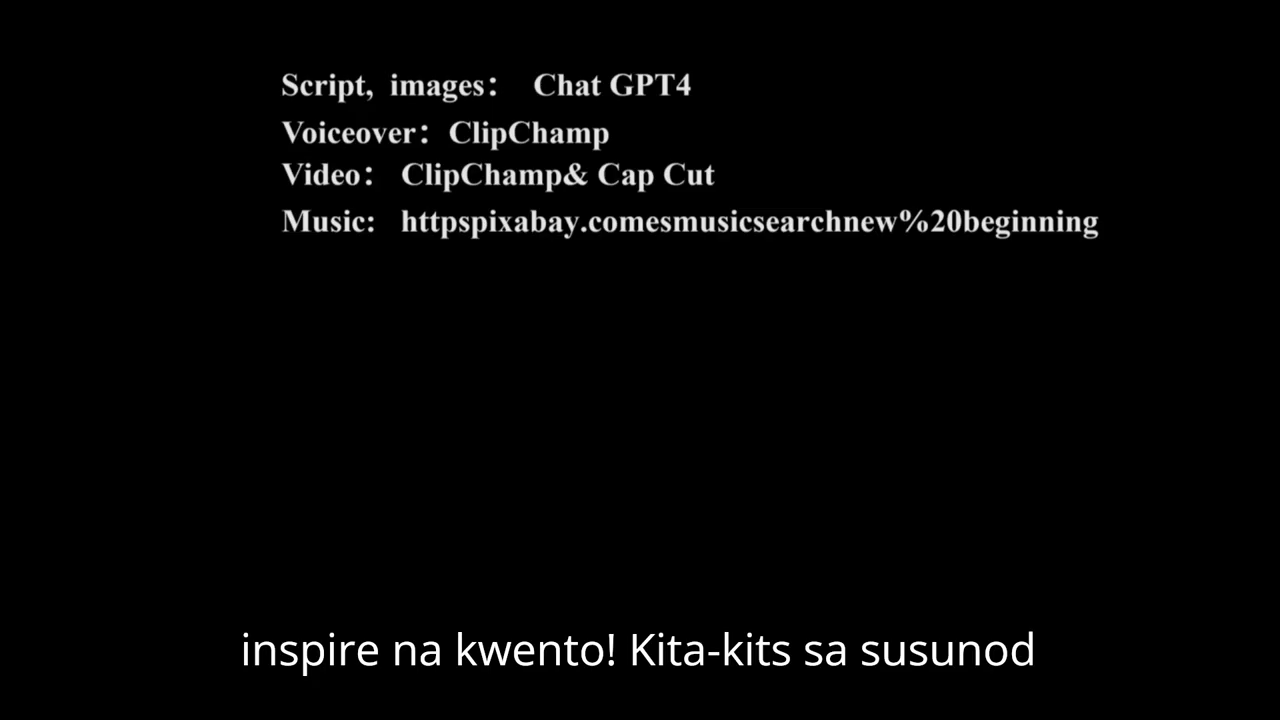 Script, images： Chat GPT4
Voiceover：ClipChamp
Video： ClipChamp& Cap Cut
Music: httpspixabay.comesmusicsearchnew%20beginning
inspire na kwento! Kita-kits sa susunod